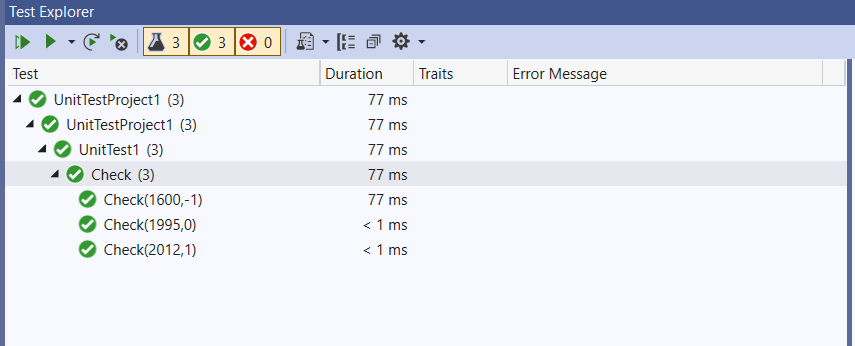 Test Explorer
3 3 0
Test Duration Traits Error Message
UnitTestProject1 (3) 77 ms
UnitTestProject1 (3) 77 ms
UnitTest1 (3) 77 ms
Check (3) 77 ms
Check(1600,-1) 77 ms
Check(1995,0) < 1 ms
Check(2012,1) < 1 ms